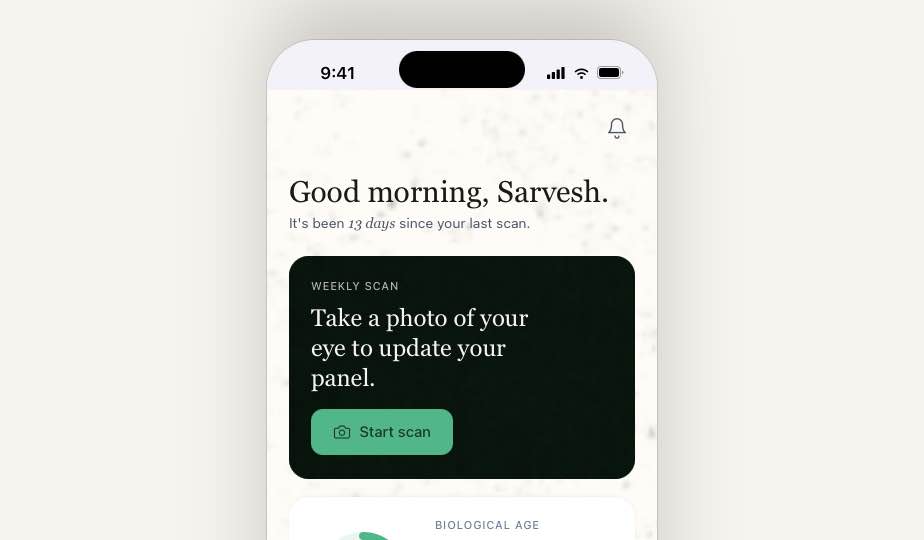 9:41
Good morning, Sarvesh.
It's been 13 days since your last scan.
WEEKLY SCAN
Take a photo of your
eye to update your
panel.
Start scan
BIOLOGICAL AGE